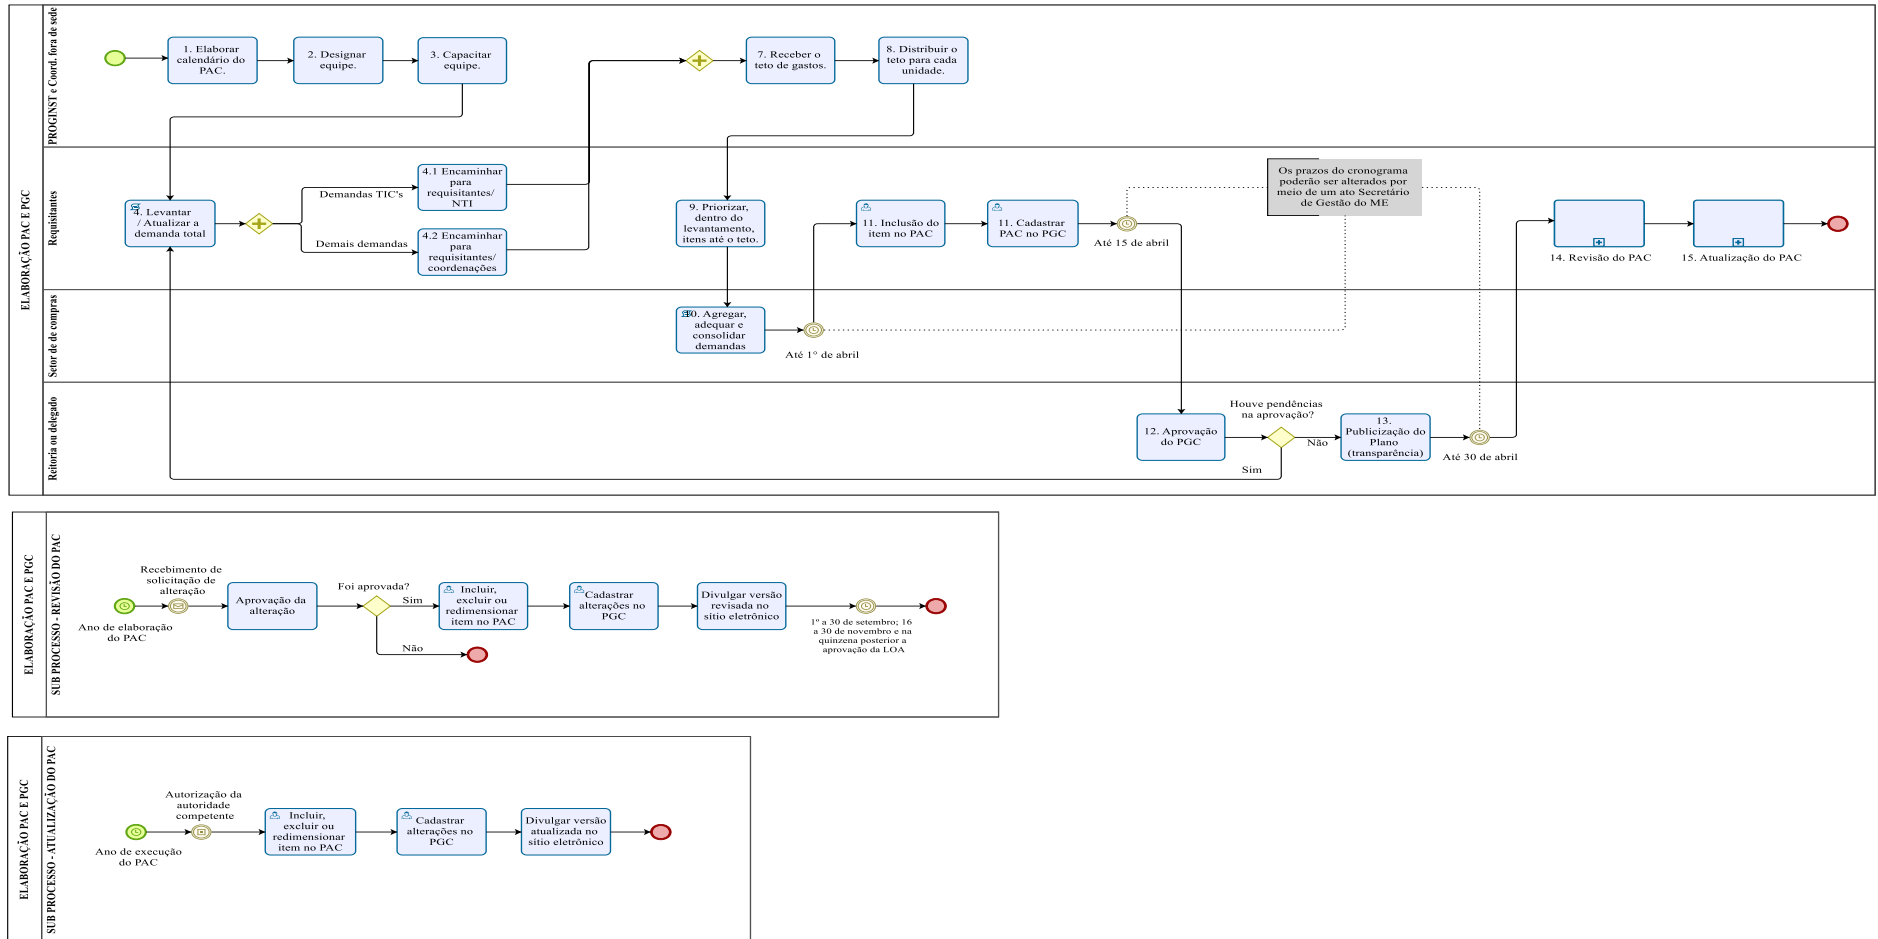 ELABORAÇÃO PAC E PGC
PROGINST e Coord. fora de sede
1. Elaborar
calendário do
PAC.
2. Designar
equipe.
3. Capacitar
equipe.
7. Receber o
teto de gastos.
8. Distribuir o
teto para cada
unidade.
Requisitantes
4. Levantar
/ Atualizar a
demanda total
Demandas TIC's
Demais demandas
4.1 Encaminhar
para
requisitantes/
NTI
4.2 Encaminhar
para
requisitantes/
coordenações
9. Priorizar,
dentro do
levantamento,
itens até o teto.
11. Inclusão do
item no PAC
11. Cadastrar
PAC no PGC
Até 15 de abril
Os prazos do cronograma
poderão ser alterados por
meio de um ato Secretário
de Gestão do ME
14. Revisão do PAC
15. Atualização do PAC
Setor de compras
10. Agregar,
adequar e
consolidar
demandas
Até 1° de abril
Reitoria ou delegado
12. Aprovação
do PGC
Houve pendências
na aprovação?
Não
Sim
13.
Publicização do
Plano
(transparência)
Até 30 de abril
ELABORAÇÃO PAC E PGC
SUB PROCESSO - REVISÃO DO PAC
Ano de elaboração
do PAC
Recebimento de
solicitação de
alteração
Aprovação da
alteração
Foi aprovada?
Sim
Não
Incluir,
excluir ou
redimensionar
item no PAC
Cadastrar
alterações no
PGC
Divulgar versão
revisada no
sítio eletrônico
1º a 30 de setembro; 16
a 30 de novembro e na
quinzena posterior a
aprovação da LOA
ELABORAÇÃO PAC E PGC
SUB PROCESSO - ATUALIZAÇÃO DO PAC
Ano de execução
do PAC
Autorização da
autoridade
competente
Incluir,
excluir ou
redimensionar
item no PAC
Cadastrar
alterações no
PGC
Divulgar versão
atualizada no
sítio eletrônico